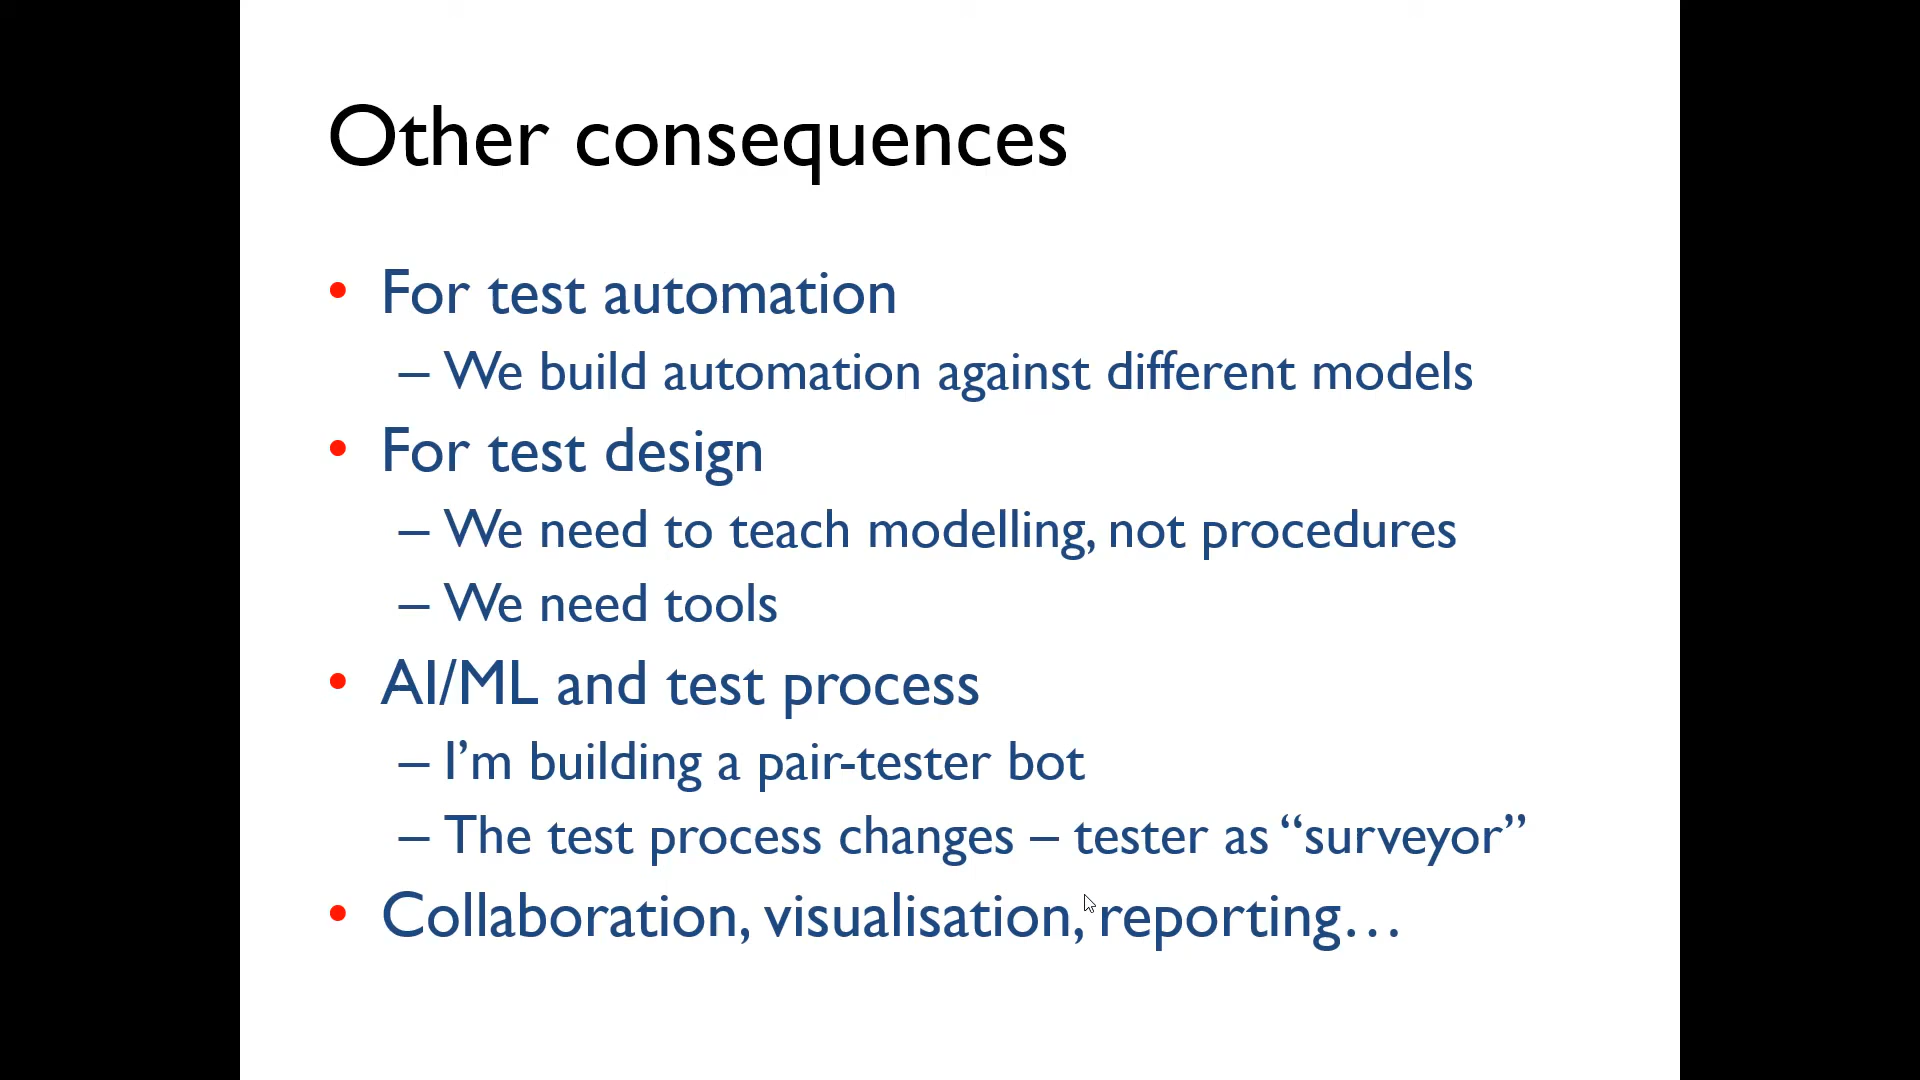 Other consequences
• For test automation
– We build automation against different models
• For test design
– We need to teach modelling, not procedures
– We need tools
• AI/ML and test process
– I’m building a pair-tester bot
– The test process changes – tester as “surveyor”
• Collaboration, visualisation, reporting…